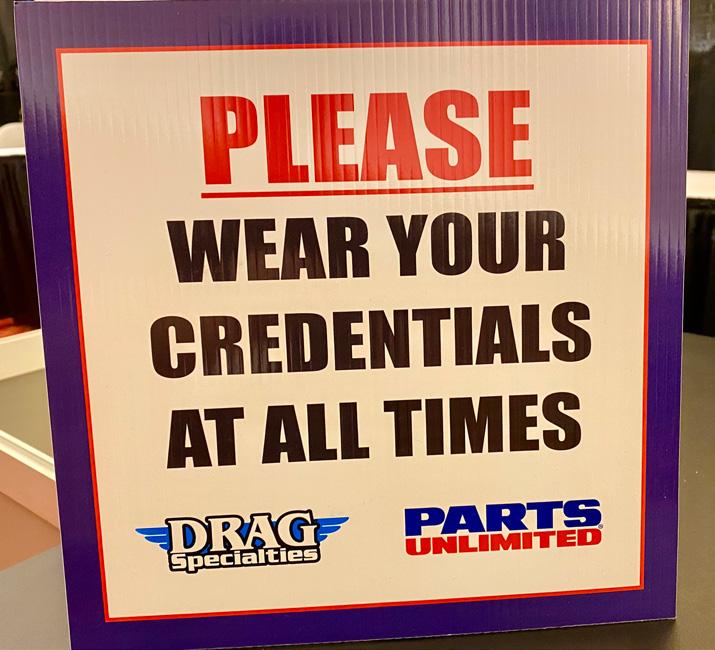 PLEASE
WEAR YOUR
CREDENTIALS
AT ALL TIMES
DRAG
Specialties
PARTS
UNLIMITED